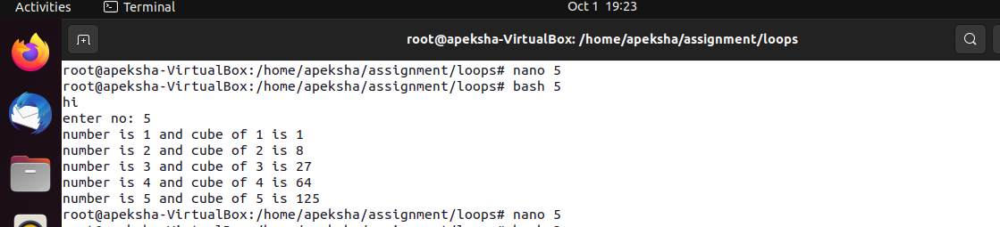 Activities
Terminal
Oct 1 19:23
root@apeksha-VirtualBox: /home/apeksha/assignment/loops
root@apeksha-VirtualBox:/home/apeksha/assignment/loops# nano 5
root@apeksha-VirtualBox:/home/apeksha/assignment/loops# bash 5
hi
enter no: 5
number is 1 and cube of 1 is 1
number is 2 and cube of 2 is 8
number is 3 and cube of 3 is 27
number is 4 and cube of 4 is 64
number is 5 and cube of 5 is 125
root@apeksha-VirtualBox:/home/apeksha/assignment/loops# nano 5